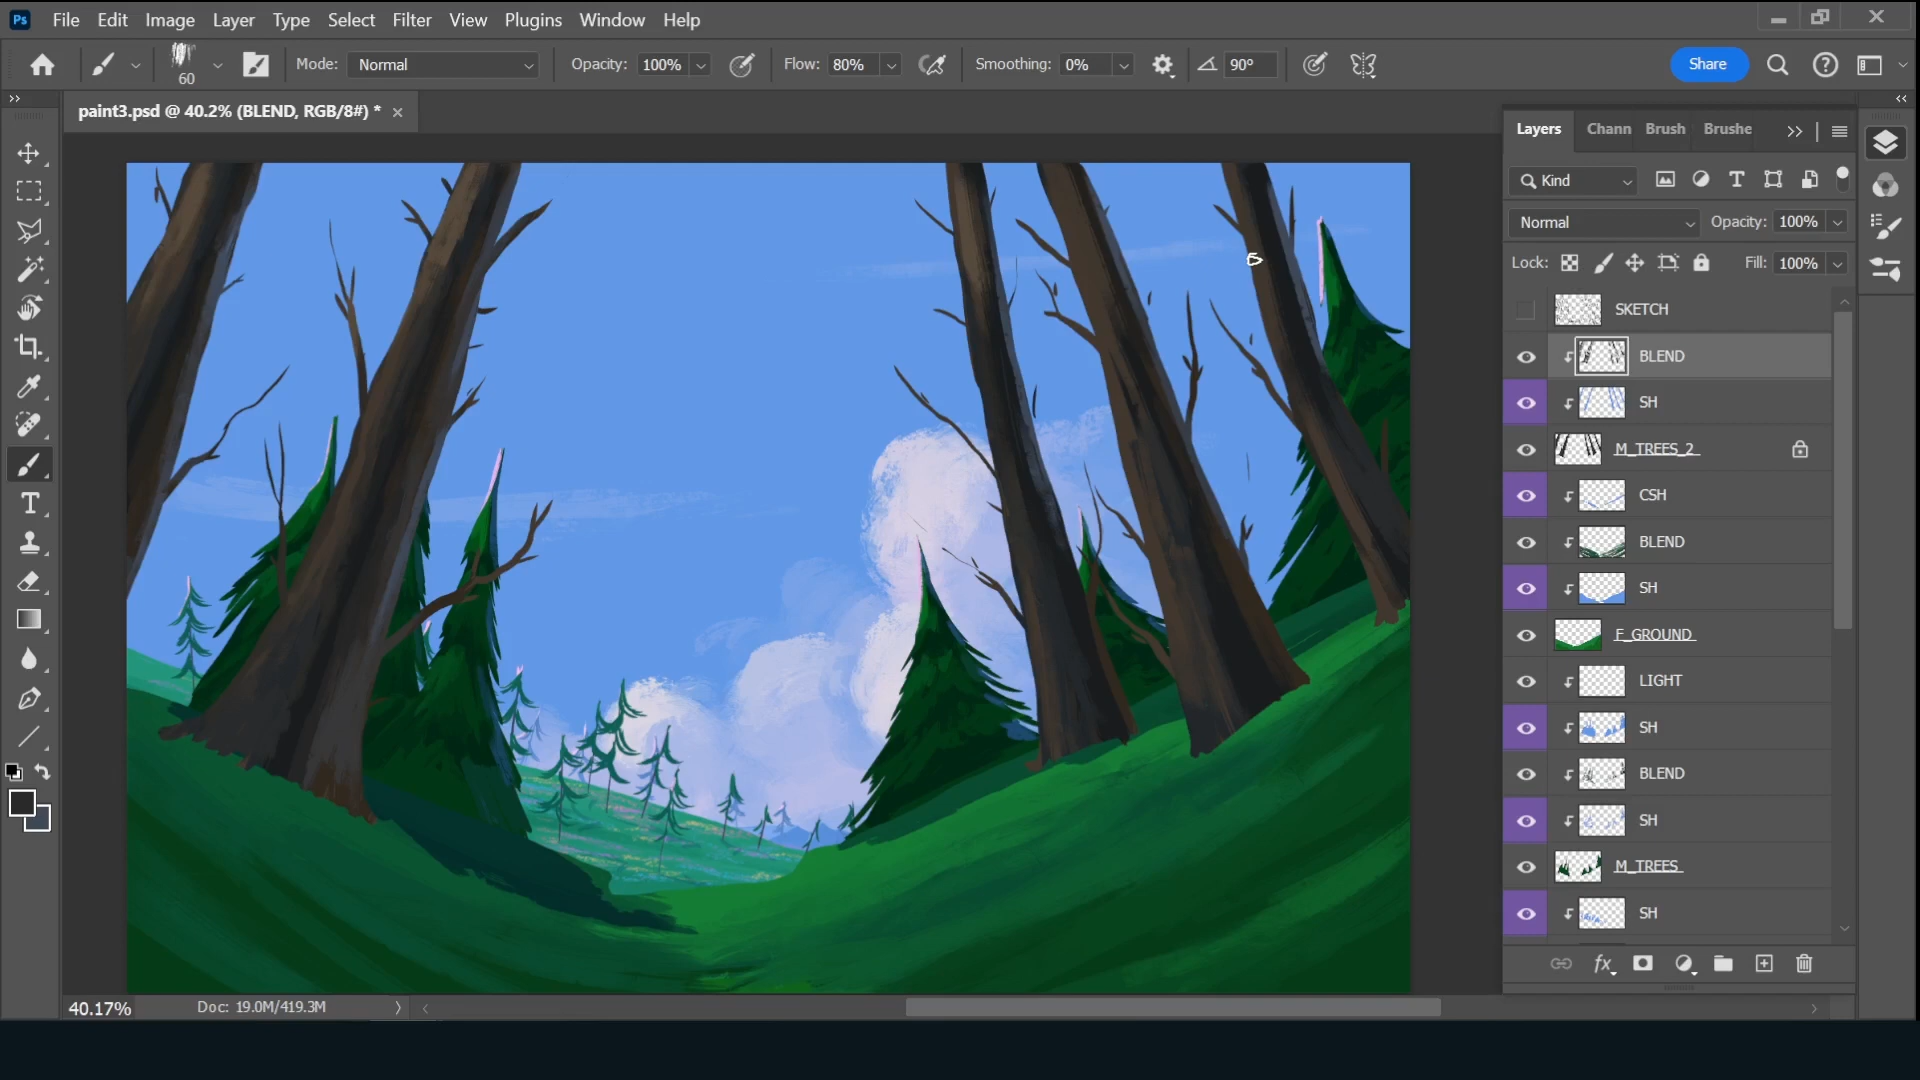 Ps File Edit Image Layer Type Select Filter View Plugins Window Help
60 Mode: Normal Opacity: 100% Flow: 80% Smoothing: 0% 90° Share
paint3.psd @ 40.2% (BLEND, RGB/8#) *
Layers Chann Brush Brushe
Kind
Normal Opacity: 100%
Lock: Fill: 100%
SKETCH
BLEND
SH
M_TREES_2
CSH
BLEND
SH
F_GROUND
LIGHT
SH
BLEND
SH
M_TREES
SH
fx
40.17% Doc: 19.0M/419.3M